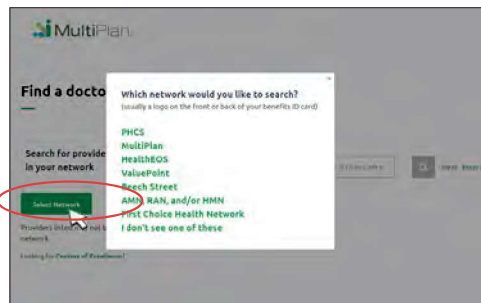 MultiPlan.
Find a docto
Which network would you like to search?
(usually a logo on the front or back of your benefits ID card)
PHCS
MultiPlan
HealthEOS
ValuePoint
Beech Street
AMN, RAN, and/or HMN
First Choice Health Network
I don't see one of these
Search for provide
in your network
Select Network
Providers listed may not b
network.
Looking for Centers of Excellence?